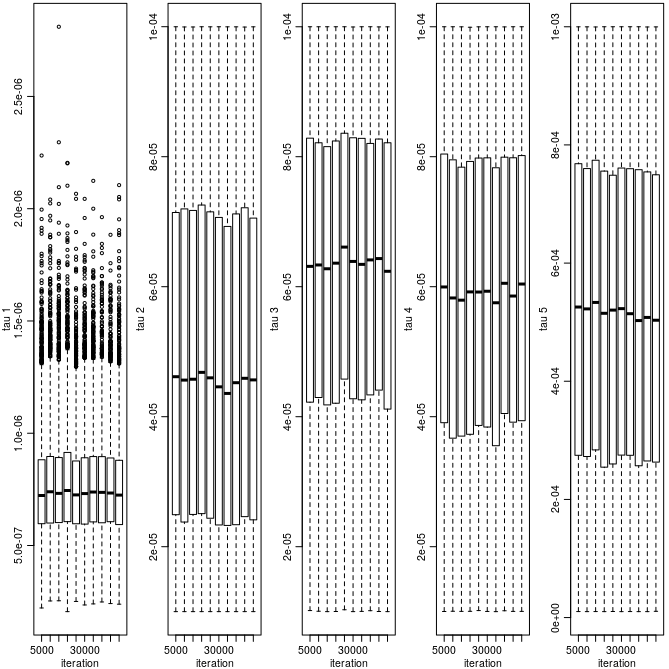 tau 1
5.0e-07
1.0e-06
1.5e-06
2.0e-06
2.5e-06
5000
30000
iteration
tau 2
2e-05
4e-05
6e-05
8e-05
1e-04
5000
30000
iteration
tau 3
2e-05
4e-05
6e-05
8e-05
1e-04
5000
30000
iteration
tau 4
2e-05
4e-05
6e-05
8e-05
1e-04
5000
30000
iteration
tau 5
0e+00
2e-04
4e-04
6e-04
8e-04
1e-03
5000
30000
iteration